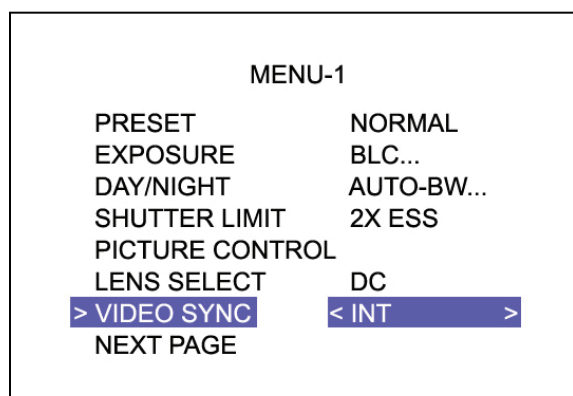 MENU-1
PRESET NORMAL
EXPOSURE BLC...
DAY/NIGHT AUTO-BW...
SHUTTER LIMIT 2X ESS
PICTURE CONTROL
LENS SELECT DC
> VIDEO SYNC < INT >
NEXT PAGE